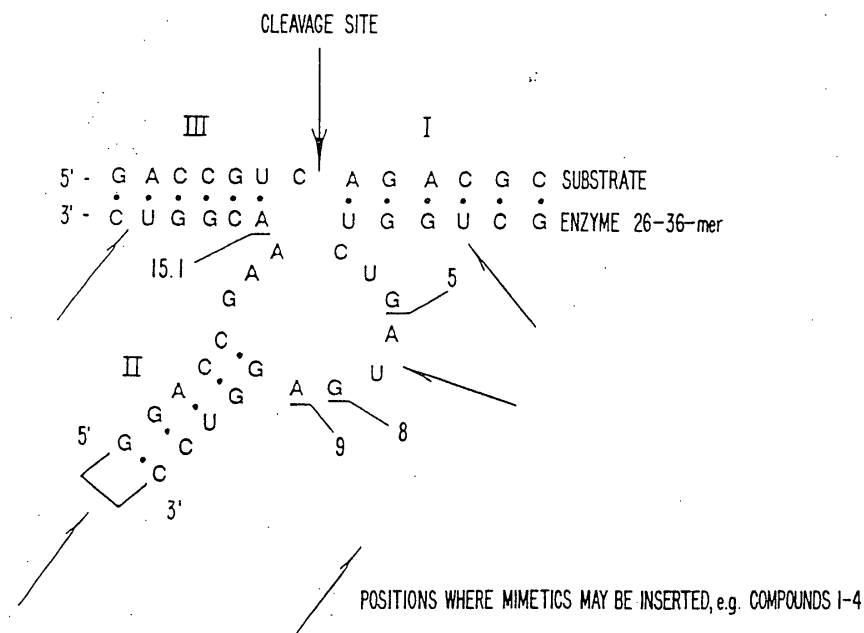 CLEAVAGE SITE
III I
5' - G A C C G U C A G A C G C SUBSTRATE
3' - C U G G C A U G G U C G ENZYME 26-36-mer
15.1 A C
A U
G G 5
C A
II C G U
A G A G
G U 9 8
5' G C
C
3'
POSITIONS WHERE MIMETICS MAY BE INSERTED, e.g. COMPOUNDS 1-4